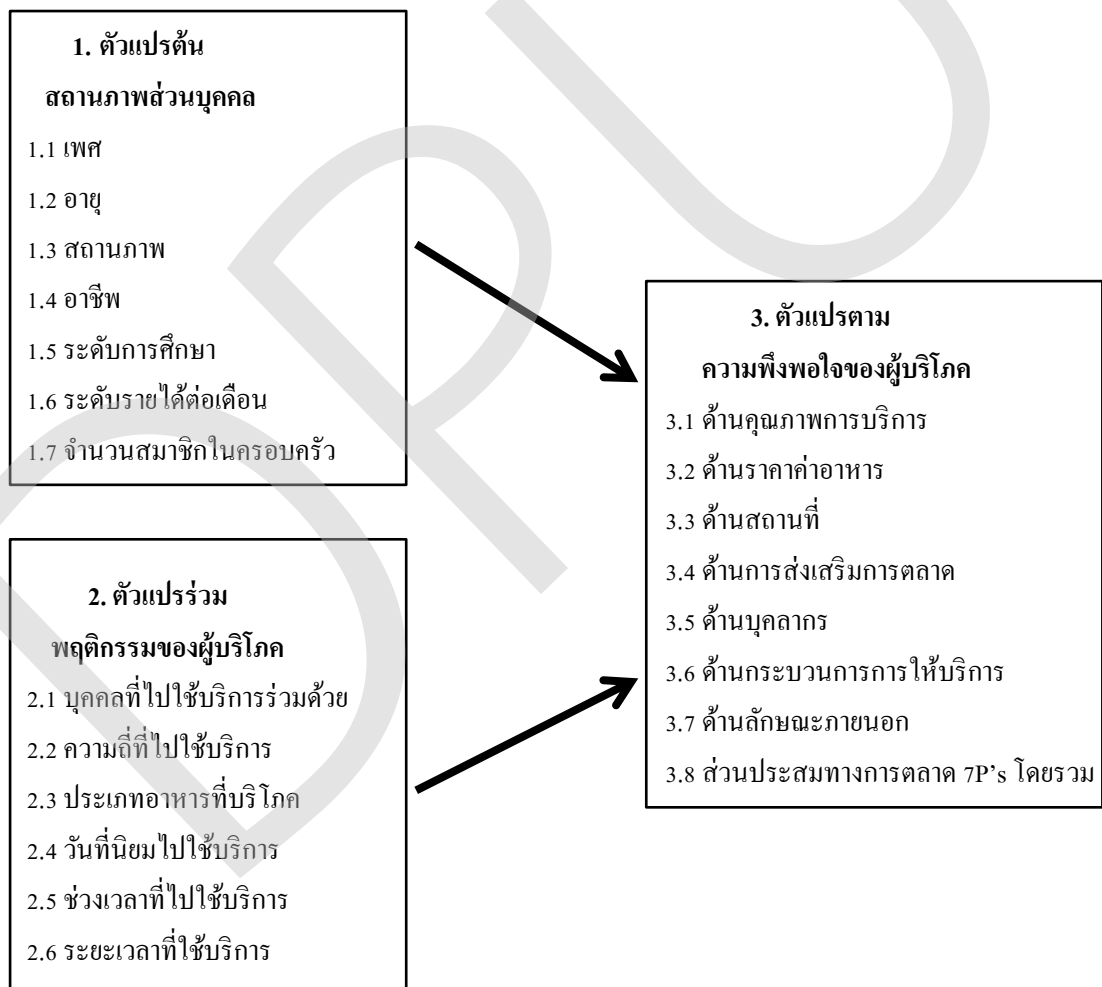 1. ตัวแปรต้น
สถานภาพส่วนบุคคล
1.1 เพศ
1.2 อายุ
1.3 สถานภาพ
1.4 อาชีพ
1.5 ระดับการศึกษา
1.6 ระดับรายได้ต่อเดือน
1.7 จำนวนสมาชิกในครอบครัว
2. ตัวแปรร่วม
พฤติกรรมของผู้บริโภค
2.1 บุคคลที่ไปใช้บริการร่วมด้วย
2.2 ความถี่ที่ไปใช้บริการ
2.3 ประเภทอาหารที่บริโภค
2.4 วันที่นิยมไปใช้บริการ
2.5 ช่วงเวลาที่ไปใช้บริการ
2.6 ระยะเวลาที่ใช้บริการ
3. ตัวแปรตาม
ความพึงพอใจของผู้บริโภค
3.1 ด้านคุณภาพการบริการ
3.2 ด้านราคาค่าอาหาร
3.3 ด้านสถานที่
3.4 ด้านการส่งเสริมการตลาด
3.5 ด้านบุคลากร
3.6 ด้านกระบวนการการให้บริการ
3.7 ด้านลักษณะภายนอก
3.8 ส่วนประสมทางการตลาด 7P’s โดยรวม
DPU